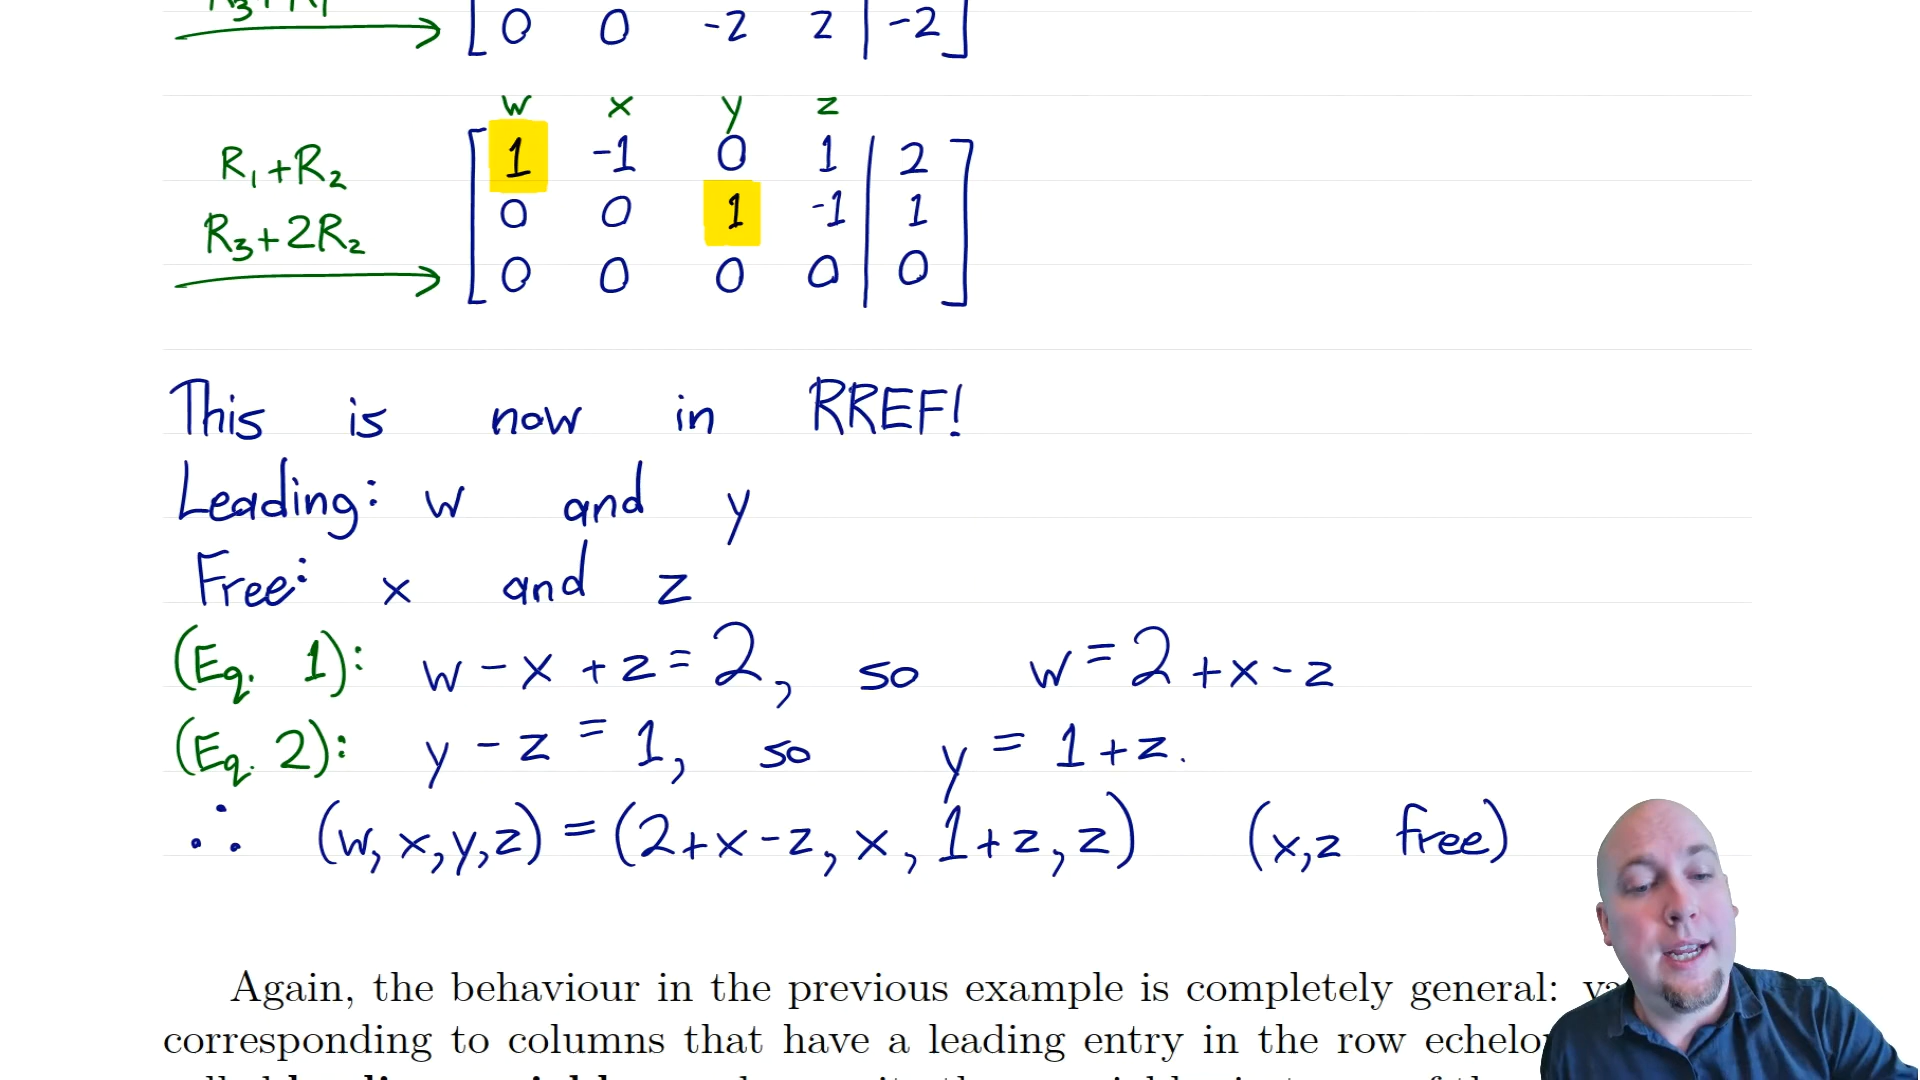 [ 0 0 -2 2 | -2 ]
w x y z
R₁+R₂ [ 1 -1 0 1 | 2 ]
R₃+2R₂ [ 0 0 1 -1 | 1 ]
[ 0 0 0 0 | 0 ]
This is now in RREF!
Leading: w and y
Free: x and z
(Eq. 1): w - x + z = 2, so w = 2 + x - z
(Eq. 2): y - z = 1, so y = 1 + z.
∴ (w, x, y, z) = (2+x-z, x, 1+z, z) (x,z free)
Again, the behaviour in the previous example is completely general:
corresponding to columns that have a leading entry in the row